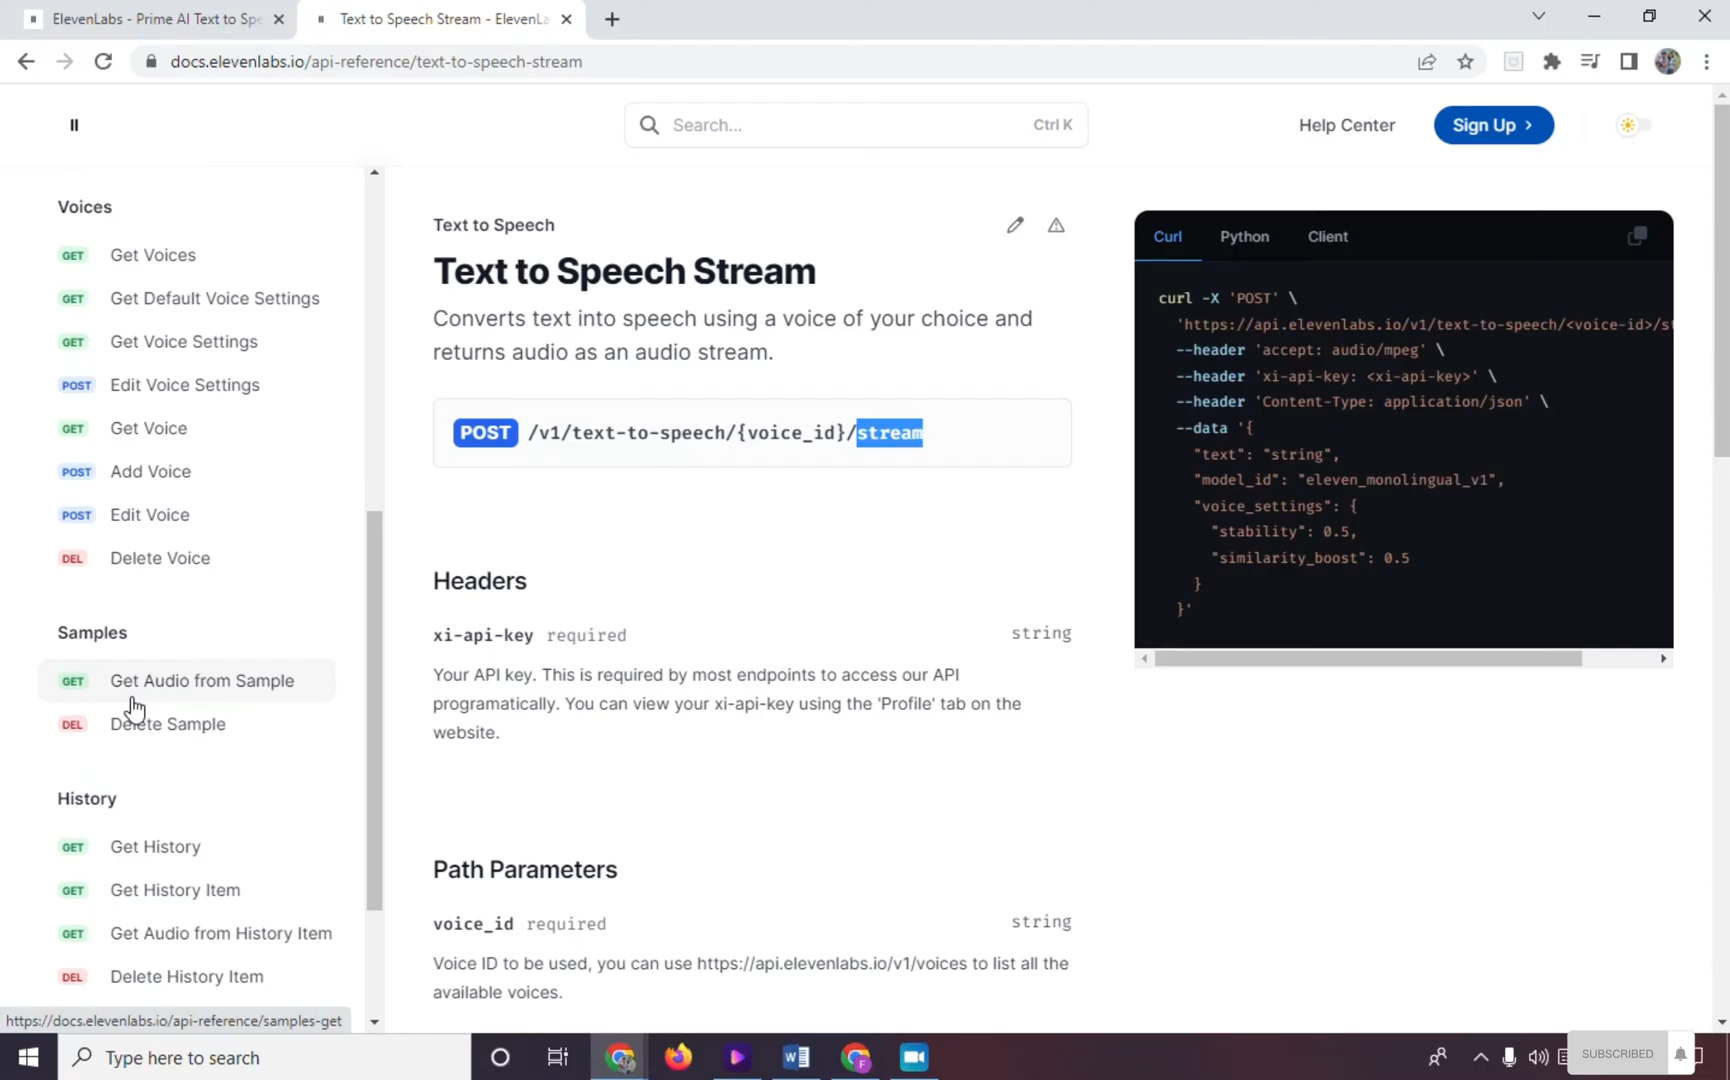 ElevenLabs - Prime AI Text to Spe
Text to Speech Stream - ElevenLa
docs.elevenlabs.io/api-reference/text-to-speech-stream
Search...
Ctrl K
Help Center
Sign Up
Voices
GET Get Voices
GET Get Default Voice Settings
GET Get Voice Settings
POST Edit Voice Settings
GET Get Voice
POST Add Voice
POST Edit Voice
DEL Delete Voice
Samples
GET Get Audio from Sample
DEL Delete Sample
History
GET Get History
GET Get History Item
GET Get Audio from History Item
DEL Delete History Item
https://docs.elevenlabs.io/api-reference/samples-get
Text to Speech
Text to Speech Stream
Converts text into speech using a voice of your choice and
returns audio as an audio stream.
POST /v1/text-to-speech/{voice_id}/stream
Headers
xi-api-key required string
Your API key. This is required by most endpoints to access our API
programatically. You can view your xi-api-key using the 'Profile' tab on the
website.
Path Parameters
voice_id required string
Voice ID to be used, you can use https://api.elevenlabs.io/v1/voices to list all the
available voices.
Curl Python Client
curl -X 'POST' \
'https://api.elevenlabs.io/v1/text-to-speech/<voice-id>/st
--header 'accept: audio/mpeg' \
--header 'xi-api-key: <xi-api-key>' \
--header 'Content-Type: application/json' \
--data '{
"text": "string",
"model_id": "eleven_monolingual_v1",
"voice_settings": {
"stability": 0.5,
"similarity_boost": 0.5
}
}'
Type here to search
SUBSCRIBED